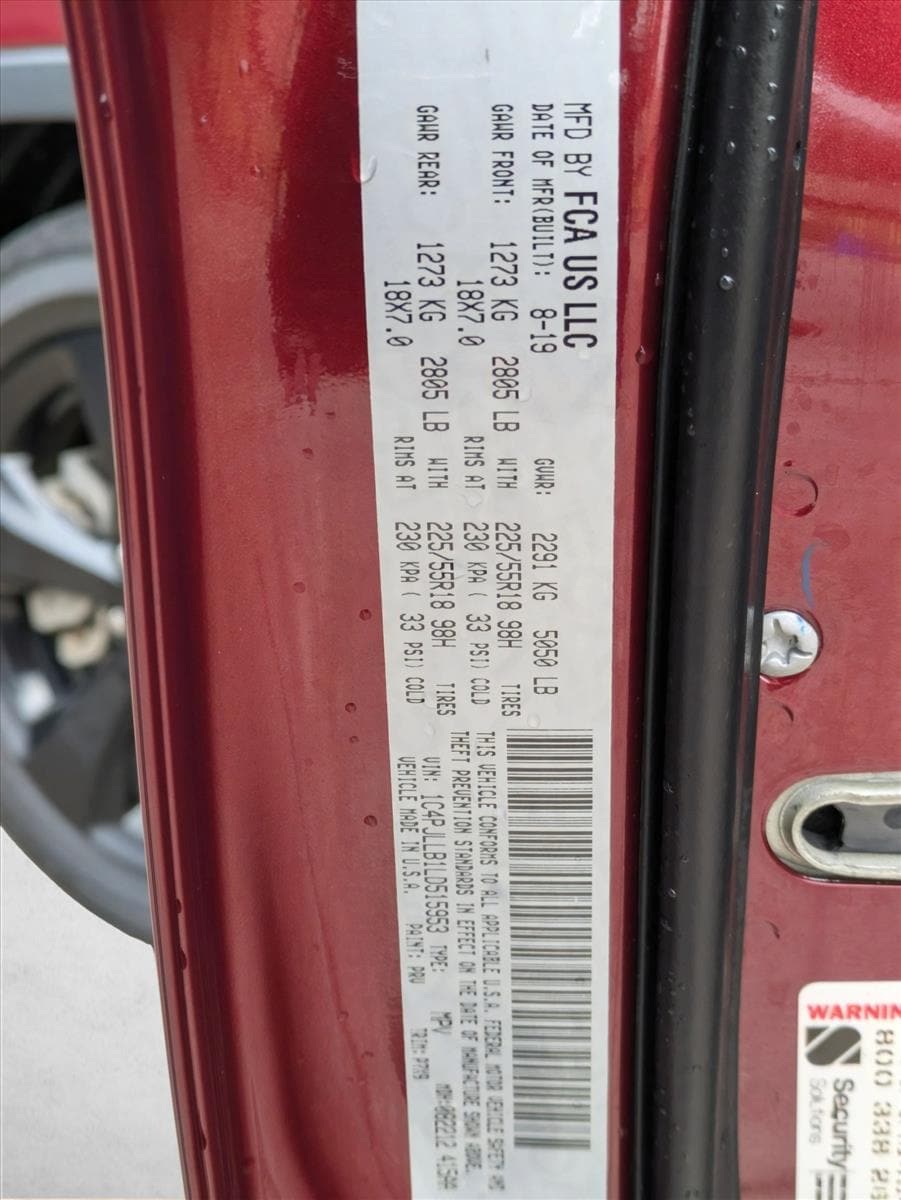 MFD BY FCA US LLC
DATE OF MFR(BUILT): 8-19 GVWR: 2291 KG 5050 LB
GAWR FRONT: 1273 KG 2805 LB WITH 225/55R18 98H TIRES
18X7.0 RIMS AT 230 KPA ( 33 PSI) COLD
GAWR REAR: 1273 KG 2805 LB WITH 225/55R18 98H TIRES
18X7.0 RIMS AT 230 KPA ( 33 PSI) COLD
THIS VEHICLE CONFORMS TO ALL APPLICABLE U.S.A. FEDERAL MOTOR VEHICLE SAFETY AND
THEFT PREVENTION STANDARDS IN EFFECT ON THE DATE OF MANUFACTURE SHOWN ABOVE.
VIN: 1C4PJLLB1LD515953 TYPE: MPV MDH:082212 415AA
VEHICLE MADE IN U.S.A. PAINT: PRV TRIM:
WARNIN
800 338
Security
Solutions